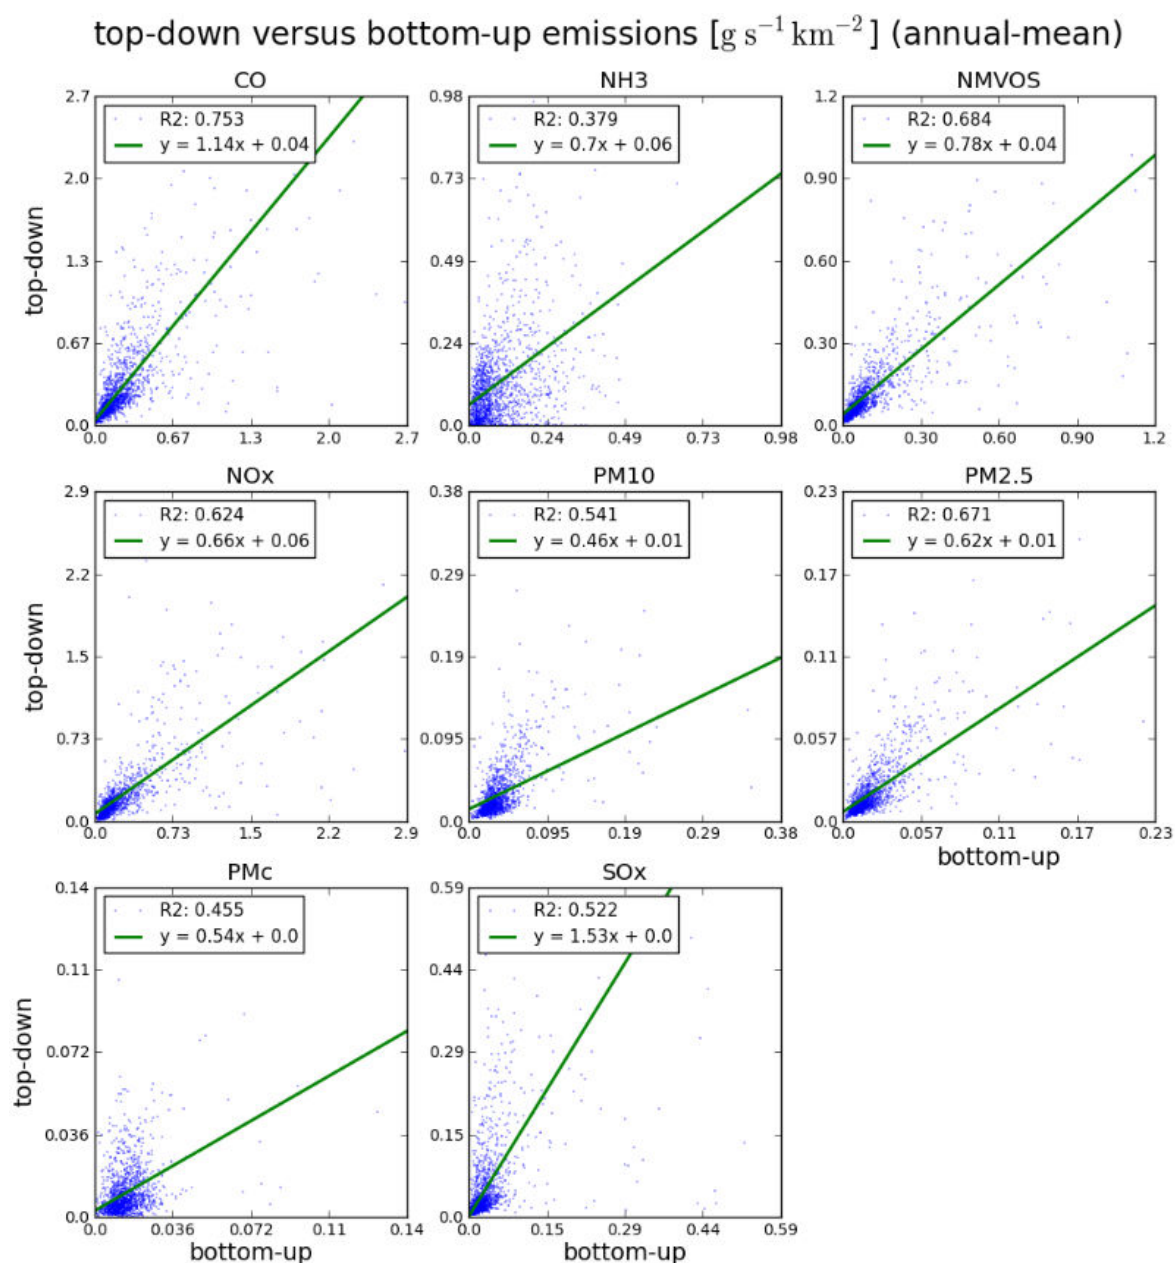 top-down versus bottom-up emissions [g s⁻¹ km⁻²] (annual-mean)
CO
2.7
2.0
1.3
0.67
0.0
0.0 0.67 1.3 2.0 2.7
R2: 0.753
y = 1.14x + 0.04
top-down
NH3
0.98
0.73
0.49
0.24
0.0
0.0 0.24 0.49 0.73 0.98
R2: 0.379
y = 0.7x + 0.06
NMVOS
1.2
0.90
0.60
0.30
0.0
0.0 0.30 0.60 0.90 1.2
R2: 0.684
y = 0.78x + 0.04
NOx
2.9
2.2
1.5
0.73
0.0
0.0 0.73 1.5 2.2 2.9
R2: 0.624
y = 0.66x + 0.06
top-down
PM10
0.38
0.29
0.19
0.095
0.0
0.0 0.095 0.19 0.29 0.38
R2: 0.541
y = 0.46x + 0.01
PM2.5
0.23
0.17
0.11
0.057
0.0
0.0 0.057 0.11 0.17 0.23
R2: 0.671
y = 0.62x + 0.01
bottom-up
PMc
0.14
0.11
0.072
0.036
0.0
0.0 0.036 0.072 0.11 0.14
R2: 0.455
y = 0.54x + 0.0
top-down
bottom-up
SOx
0.59
0.44
0.29
0.15
0.0
0.0 0.15 0.29 0.44 0.59
R2: 0.522
y = 1.53x + 0.0
bottom-up